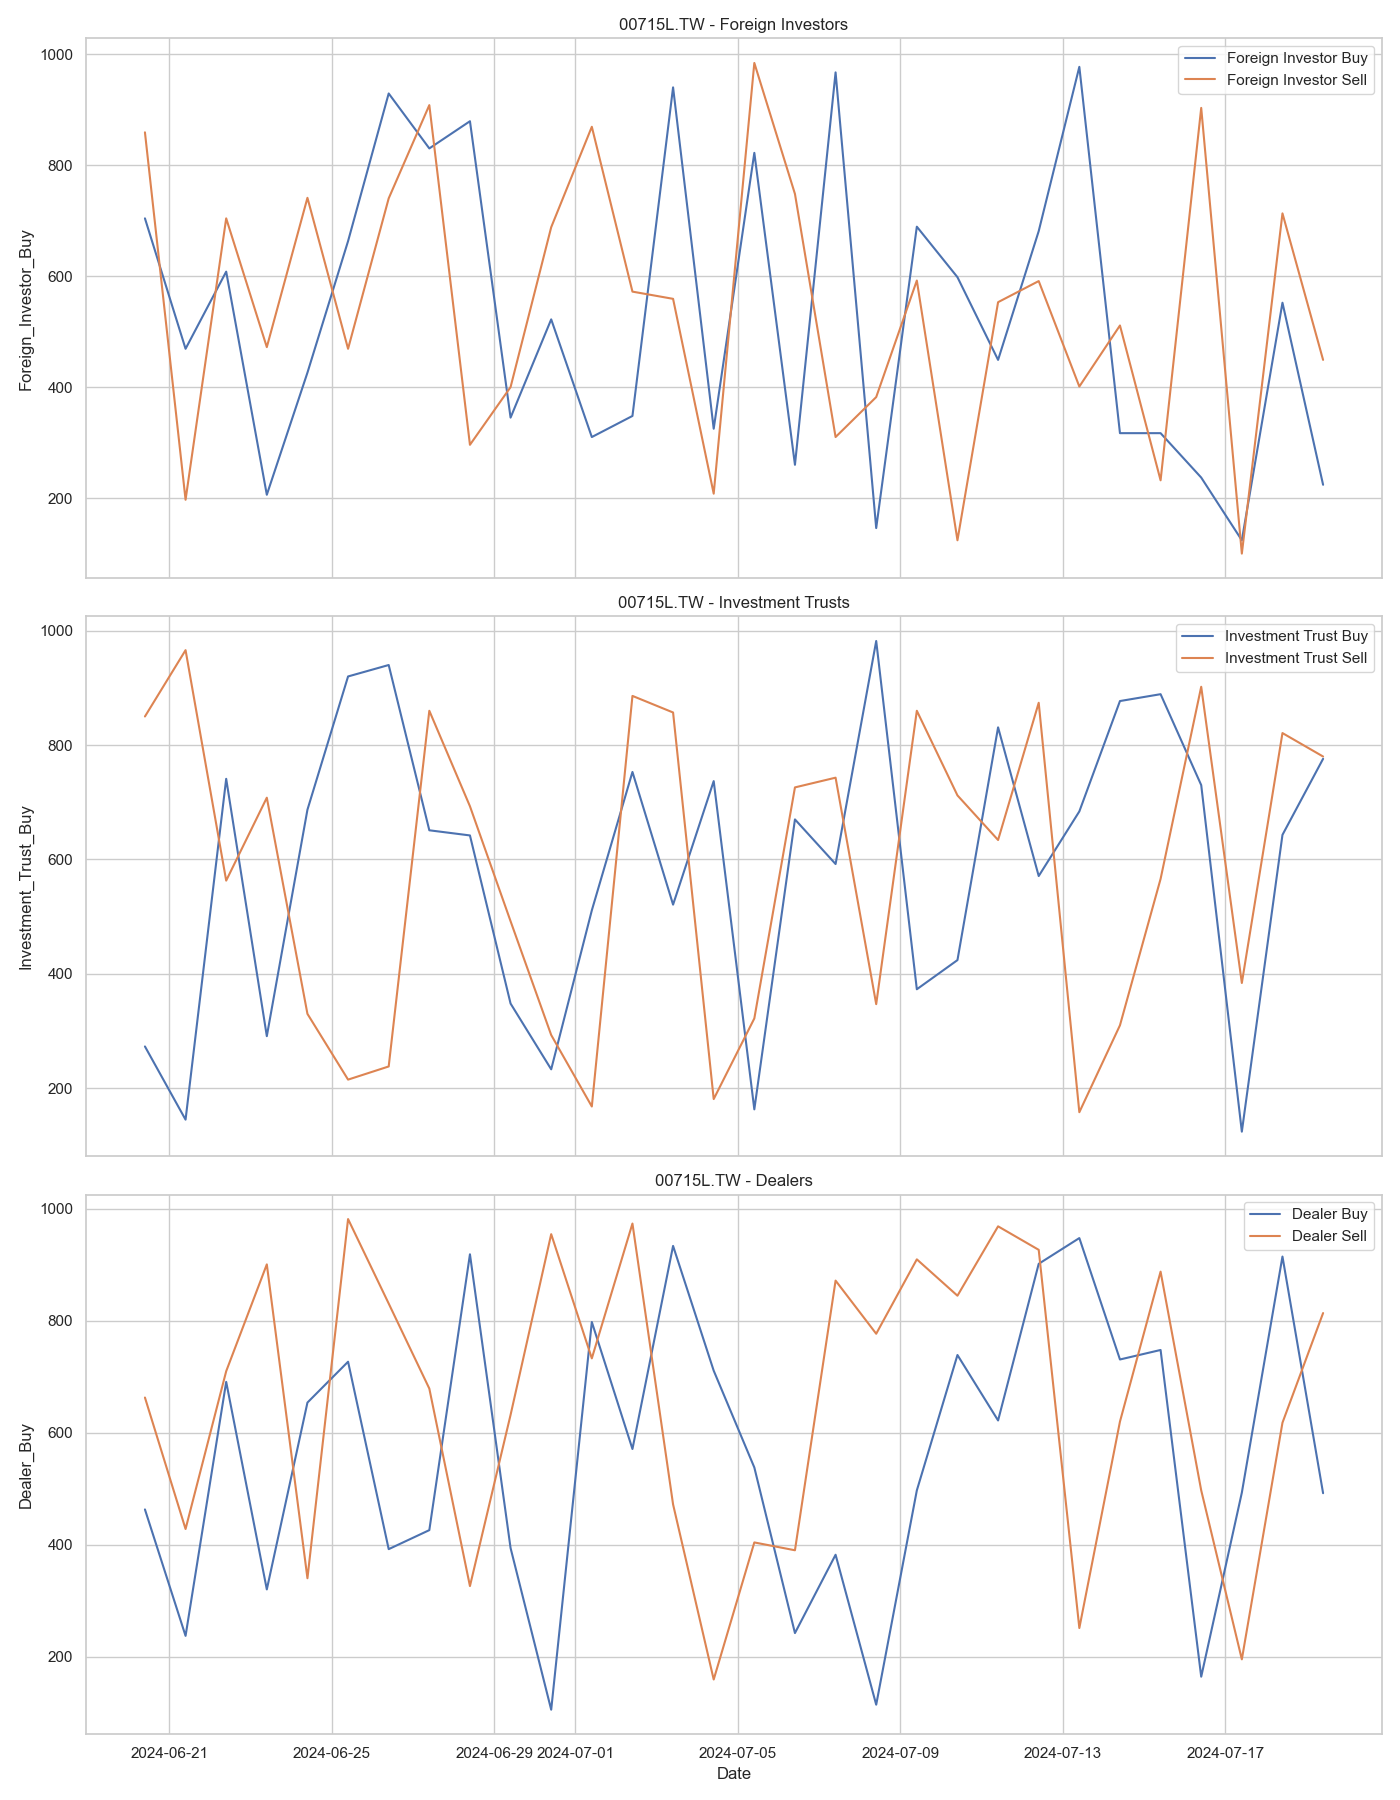 00715L.TW - Foreign Investors
Foreign Investor Buy
Foreign Investor Sell
1000
800
600
400
200
Foreign_Investor_Buy
00715L.TW - Investment Trusts
Investment Trust Buy
Investment Trust Sell
1000
800
600
400
200
Investment_Trust_Buy
00715L.TW - Dealers
Dealer Buy
Dealer Sell
1000
800
600
400
200
Dealer_Buy
2024-06-21 2024-06-25 2024-06-29 2024-07-01 2024-07-05 2024-07-09 2024-07-13 2024-07-17
Date